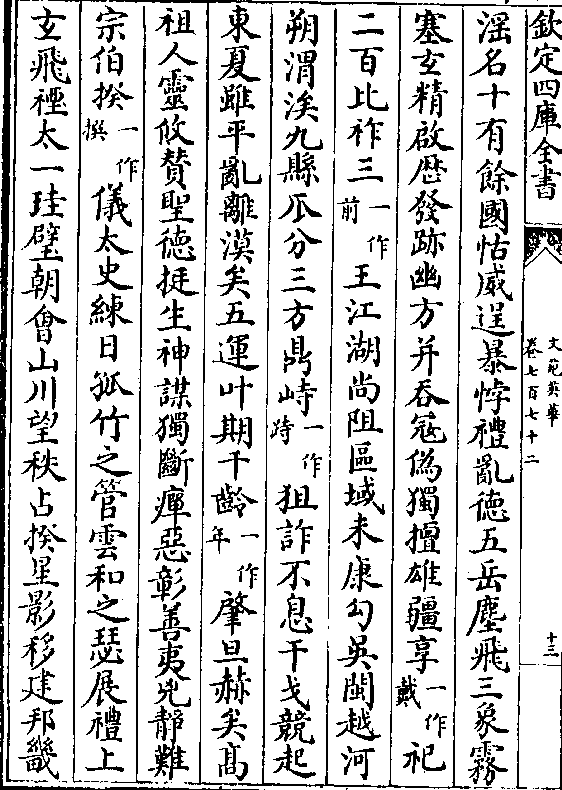 欽定四庫全書
文苑英華
卷七百七十二
十三
滛名十有餘國怙威逞暴悖禮亂德五岳塵飛三象霧
塞玄精啟歴發跡幽方并吞冦偽獨擅雄疆享一作戴祀
二百比祚三一作前王江湖尚阻區域未康勾吳閩越河
朔渭涘九縣瓜分三方鼎峙一作跱狙詐不息干戈競起
東夏雖平亂離漠矣五運叶期千齡一作年肇旦赫矣髙
祖人靈攸贊聖德挺生神謀獨斷癉惡彰善夷兇靜難
宗伯揆一作撰儀太史練日孤竹之管雲和之瑟展禮上
玄飛禋太一珪璧朝㑹山川望秩占揆星影移建邦畿